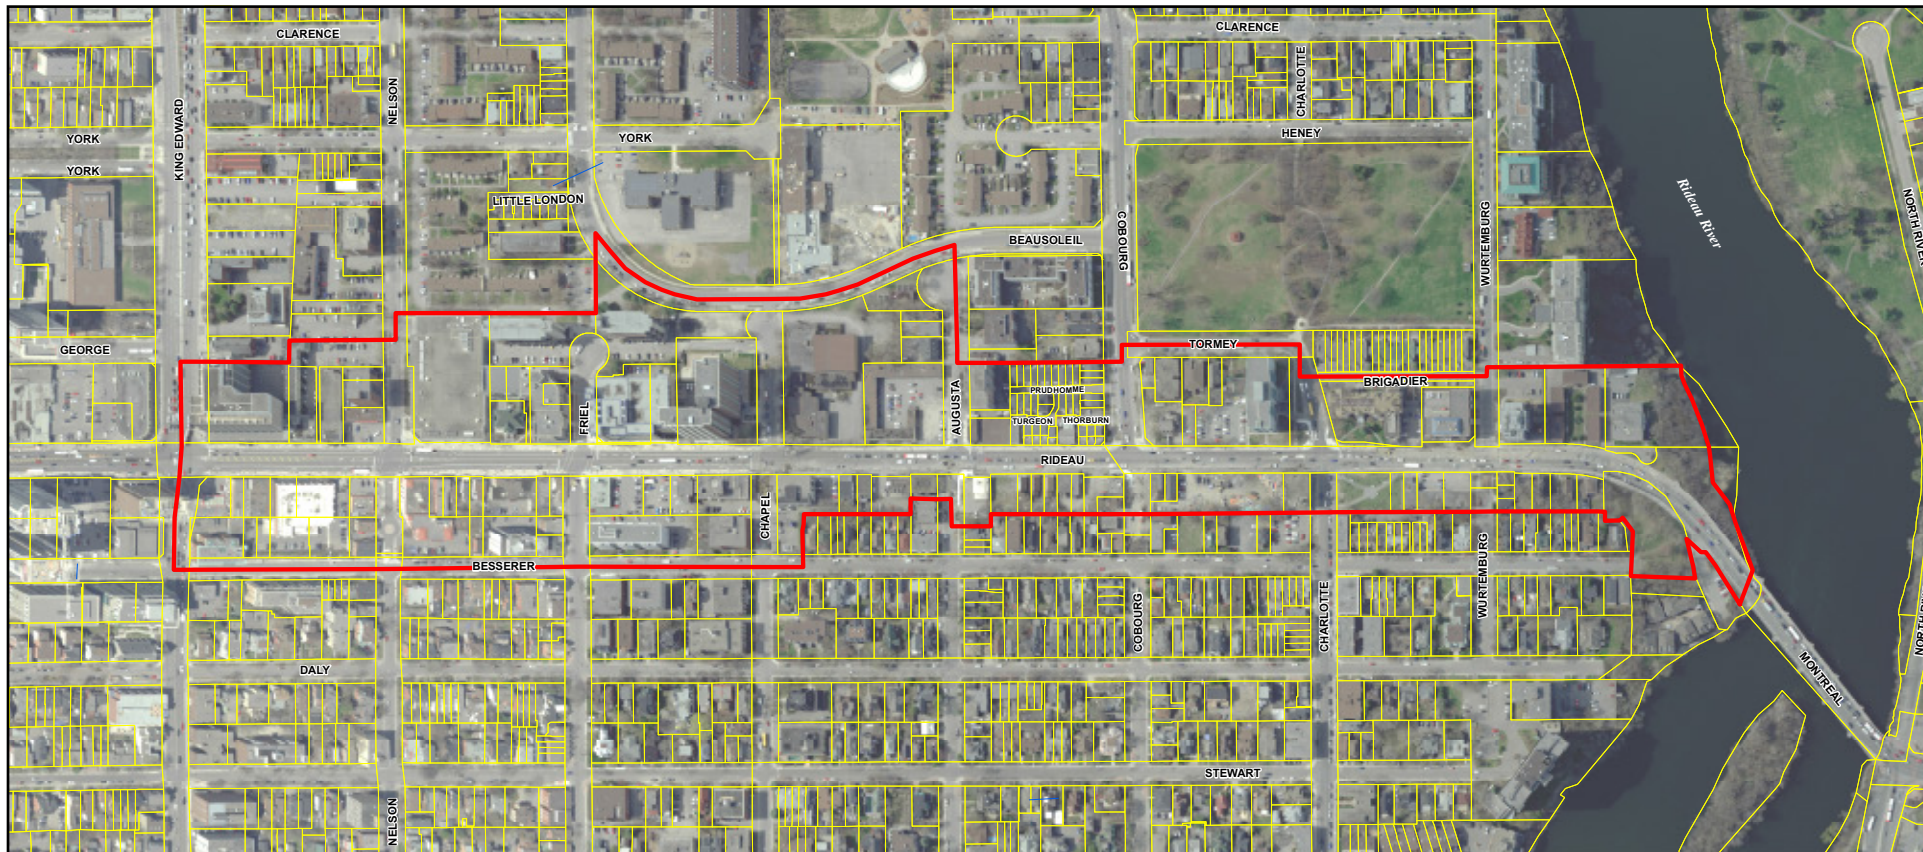 CLARENCE
CLARENCE
KING EDWARD
NELSON
CHARLOTTE
YORK
YORK
HENEY
YORK
LITTLE LONDON
Rideau River
NORTH RIVER
COBOURG
WURTEMBURG
BEAUSOLEIL
GEORGE
TORMEY
BRIGADIER
PRUDHOMME
FRIEL
AUGUSTA
TURGEON
THORBURN
RIDEAU
CHAPEL
BESSERER
WURTEMBURG
COBOURG
CHARLOTTE
DALY
MONTREAL
STEWART
NELSON